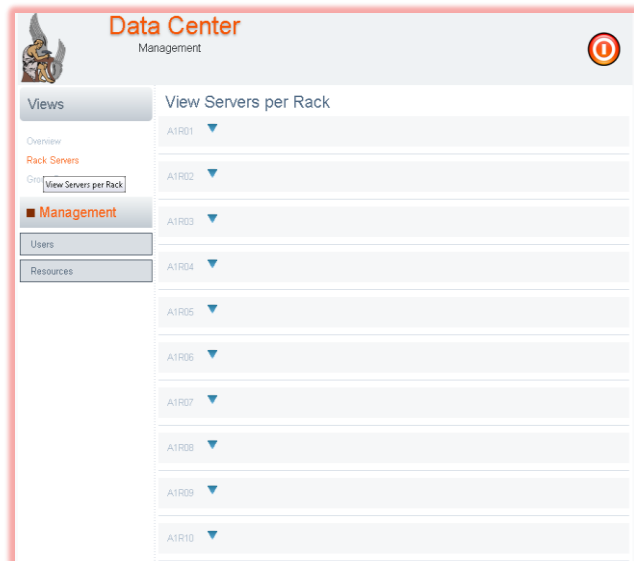 Data Center
Management
Views
Overview
Rack Servers
View Servers per Rack
Management
Users
Resources
View Servers per Rack
A1R01
A1R02
A1R03
A1R04
A1R05
A1R06
A1R07
A1R08
A1R09
A1R10